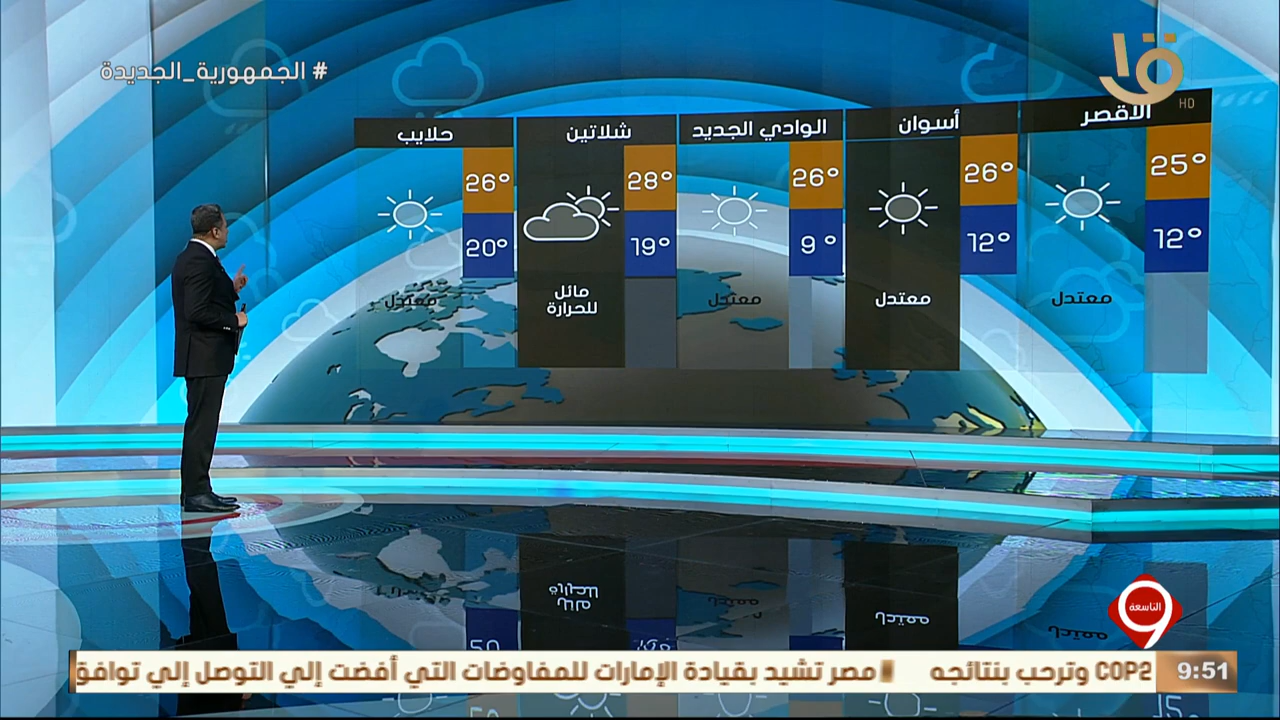 # الجمهورية_الجديدة
HD
الأقصر
25°
12°
معتدل
أسوان
26°
12°
معتدل
الوادي الجديد
26°
9°
معتدل
شلاتين
28°
19°
مائل
للحرارة
حلايب
26°
20°
معتدل
التاسعة
9
9:51
COP2 وترحب بنتائجه مصر تشيد بقيادة الإمارات للمفاوضات التي أفضت إلي التوصل إلي توافق